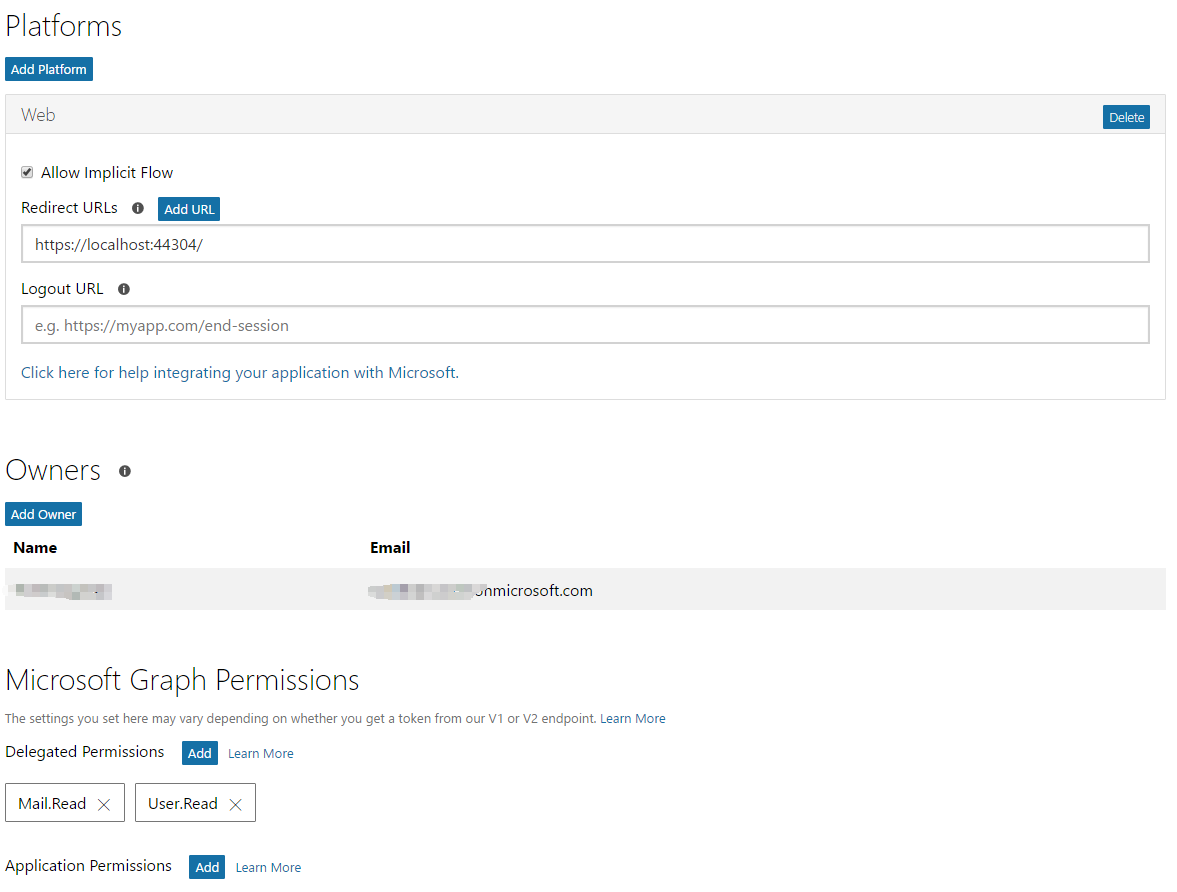 Platforms
Add Platform
Web
Delete
Allow Implicit Flow
Redirect URLs
Add URL
https://localhost:44304/
Logout URL
e.g. https://myapp.com/end-session
Click here for help integrating your application with Microsoft.
Owners
Add Owner
Name Email
onmicrosoft.com
Microsoft Graph Permissions
The settings you set here may vary depending on whether you get a token from our V1 or V2 endpoint. Learn More
Delegated Permissions Add Learn More
Mail.Read User.Read
Application Permissions Add Learn More